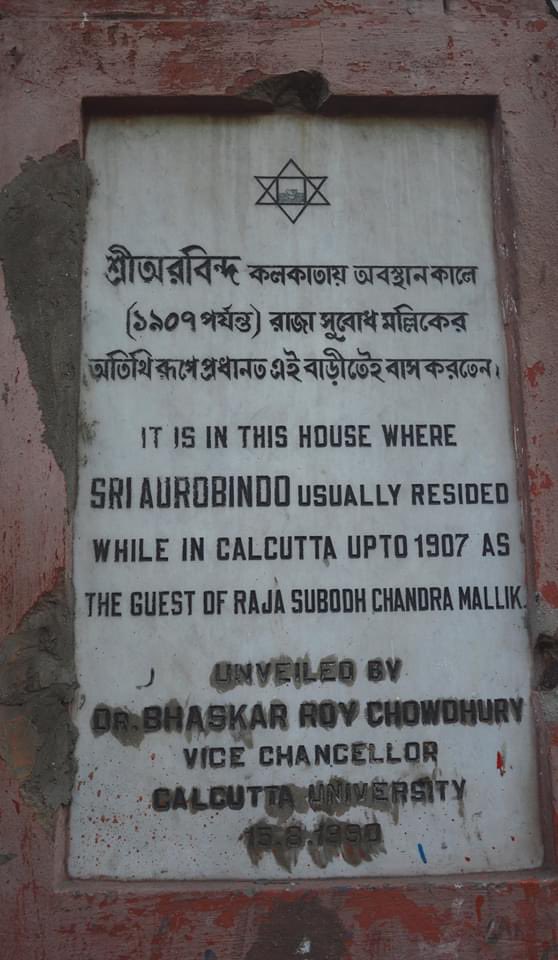 শ্রীঅরবিন্দ কলকাতায় অবস্থানকালে
(১৯০৭ পর্যন্ত) রাজা সুবোধ মল্লিকের
অতিথি রূপে প্রধানত এই বাড়ীতেই বাস করতেন।
IT IS IN THIS HOUSE WHERE
SRI AUROBINDO USUALLY RESIDED
WHILE IN CALCUTTA UPTO 1907 AS
THE GUEST OF RAJA SUBODH CHANDRA MALLIK.
UNVEILED BY
DR. BHASKAR ROY CHOWDHURY
VICE CHANCELLOR
CALCUTTA UNIVERSITY
15.8.1990